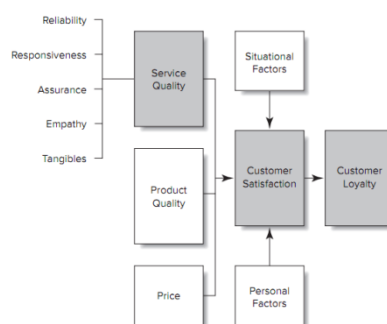 Reliability
Responsiveness
Assurance
Empathy
Tangibles
Service
Quality
Product
Quality
Price
Situational
Factors
Customer
Satisfaction
Personal
Factors
Customer
Loyalty